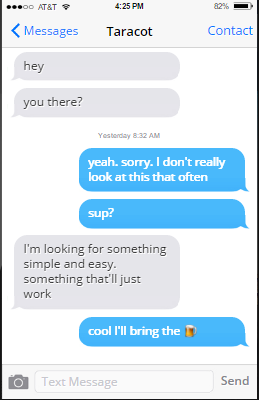 AT&T 4:25 PM 82%
Messages Taracot Contact
hey
you there?
Yesterday 8:32 AM
yeah. sorry. I don't really
look at this that often
sup?
I'm looking for something
simple and easy.
something that'll just
work
cool I'll bring the 🍺
Text Message Send